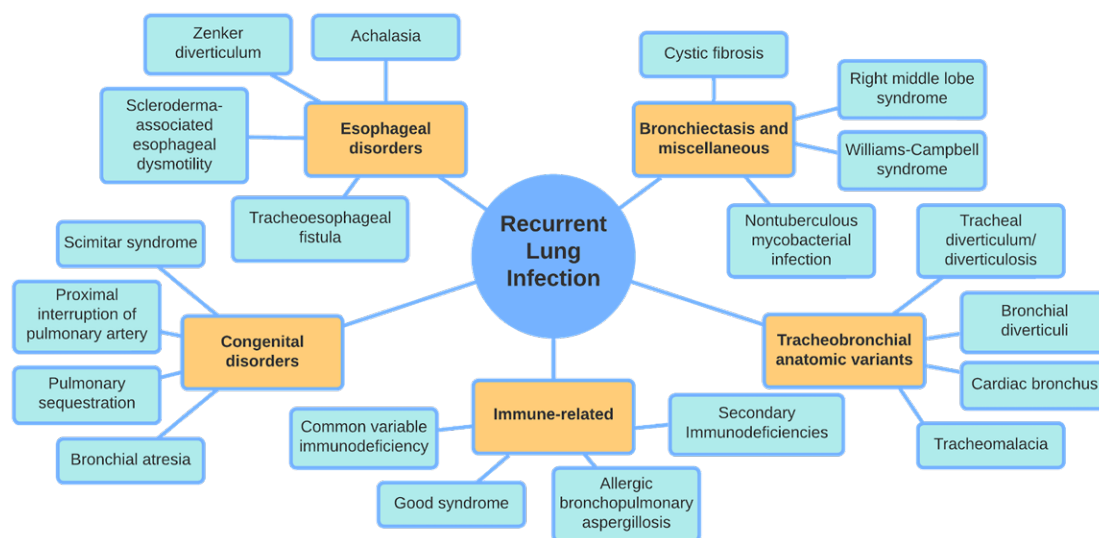 Recurrent
Lung
Infection
Esophageal
disorders
Zenker
diverticulum
Achalasia
Scleroderma-
associated
esophageal
dysmotility
Tracheoesophageal
fistula
Bronchiectasis and
miscellaneous
Cystic fibrosis
Right middle lobe
syndrome
Williams-Campbell
syndrome
Nontuberculous
mycobacterial
infection
Congenital
disorders
Scimitar syndrome
Proximal
interruption of
pulmonary artery
Pulmonary
sequestration
Bronchial atresia
Immune-related
Common variable
immunodeficiency
Good syndrome
Allergic
bronchopulmonary
aspergillosis
Secondary
Immunodeficiencies
Tracheobronchial
anatomic variants
Tracheal
diverticulum/
diverticulosis
Bronchial
diverticuli
Cardiac bronchus
Tracheomalacia